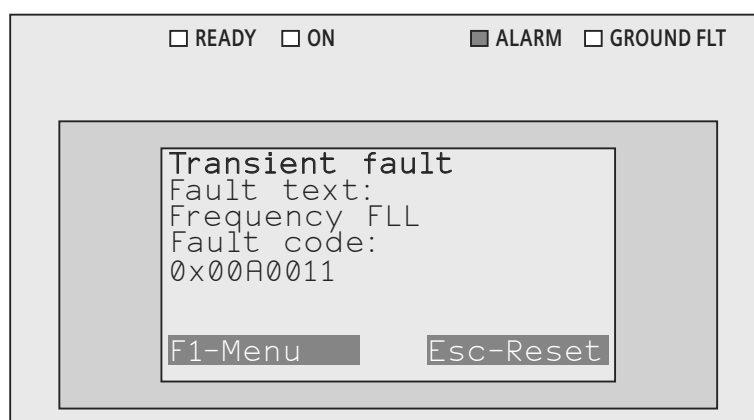 READY ON ALARM GROUND FLT
Transient fault
Fault text:
Frequency FLL
Fault code:
0x00A0011
F1-Menu Esc-Reset